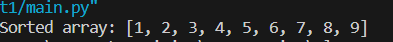 t1/main.py"
Sorted array: [1, 2, 3, 4, 5, 6, 7, 8, 9]